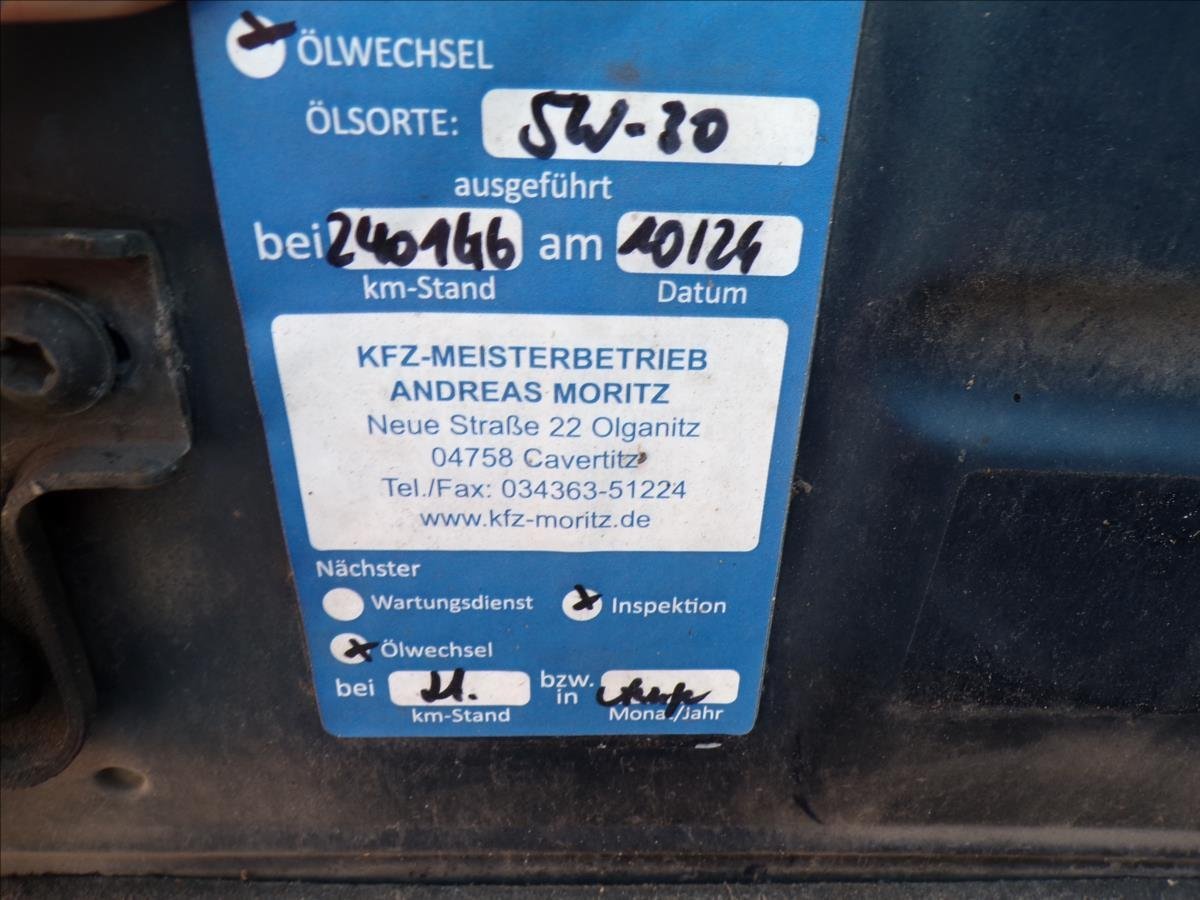 ÖLWECHSEL
ÖLSORTE: 5W-30
ausgeführt
bei 240146 am 10/24
km-Stand Datum
KFZ-MEISTERBETRIEB
ANDREAS MORITZ
Neue Straße 22 Olganitz
04758 Cavertitz
Tel./Fax: 034363-51224
www.kfz-moritz.de
Nächster
Wartungsdienst Inspektion
Ölwechsel
bei bzw. in
km-Stand Monat/Jahr